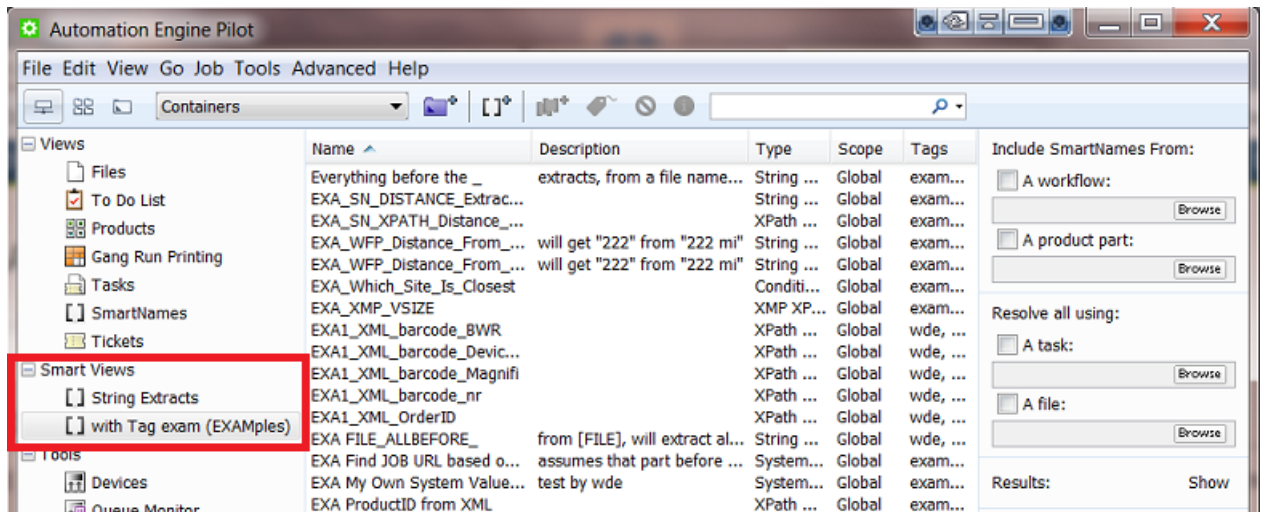 Automation Engine Pilot
File Edit View Go Job Tools Advanced Help
Containers
Views
Files
To Do List
Products
Gang Run Printing
Tasks
[ ] SmartNames
Tickets
Smart Views
[ ] String Extracts
[ ] with Tag exam (EXAMples)
Tools
Devices
Queue Monitor
Name Description Type Scope Tags
Everything before the _ extracts, from a file name... String ... Global exam...
EXA_SN_DISTANCE_Extrac... String ... Global exam...
EXA_SN_XPATH_Distance_... XPath ... Global exam...
EXA_WFP_Distance_From_... will get "222" from "222 mi" String ... Global exam...
EXA_WFP_Distance_From_... will get "222" from "222 mi" String ... Global exam...
EXA_Which_Site_Is_Closest Conditi... Global exam...
EXA_XMP_VSIZE XMP XP... Global exam...
EXA1_XML_barcode_BWR XPath ... Global wde, ...
EXA1_XML_barcode_Devic... XPath ... Global wde, ...
EXA1_XML_barcode_Magnifi XPath ... Global wde, ...
EXA1_XML_barcode_nr XPath ... Global wde, ...
EXA1_XML_OrderID XPath ... Global wde, ...
EXA FILE_ALLBEFORE_ from [FILE], will extract al... String ... Global wde, ...
EXA Find JOB URL based o... assumes that part before ... System... Global exam...
EXA My Own System Value... test by wde System... Global exam...
EXA ProductID from XML XPath ... Global exam...
Include SmartNames From:
A workflow:
Browse
A product part:
Browse
Resolve all using:
A task:
Browse
A file:
Browse
Results: Show